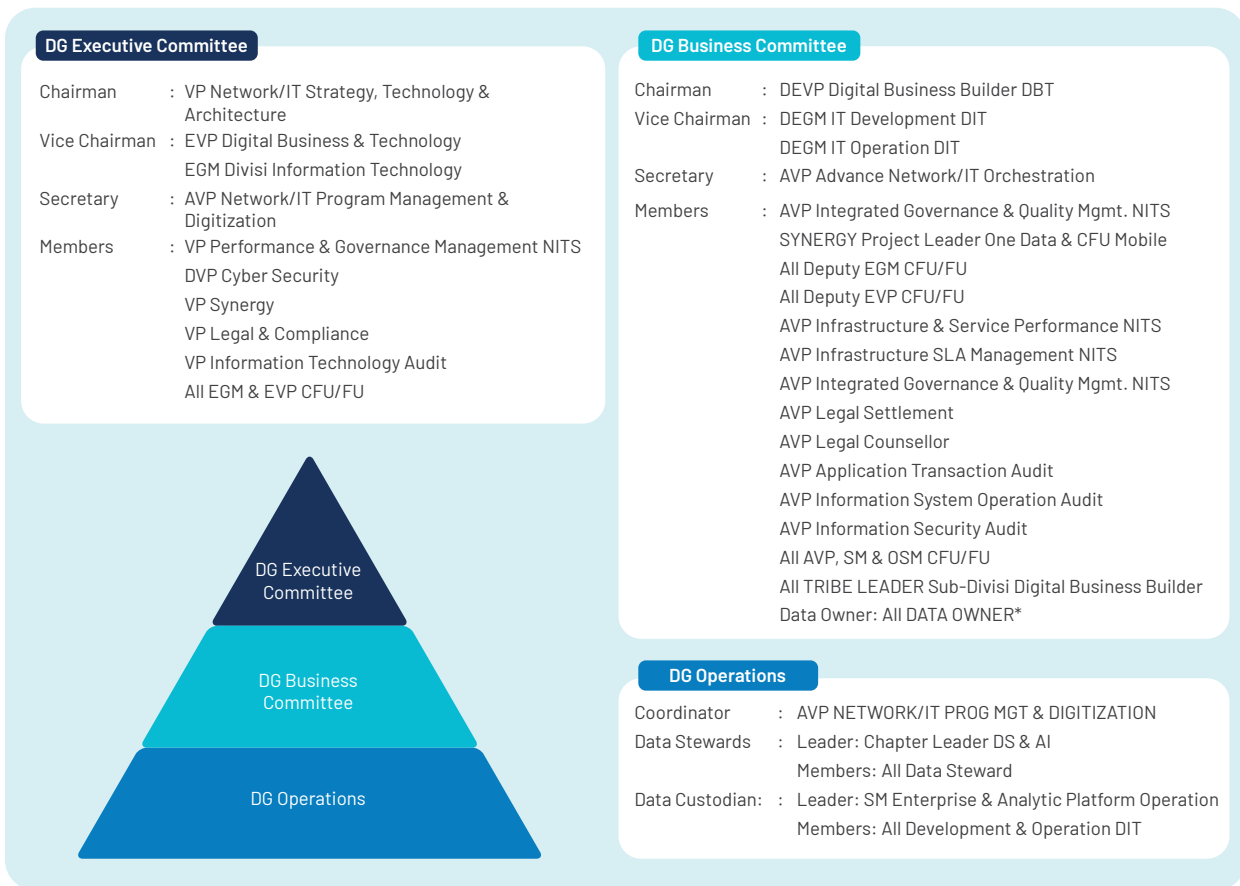 DG Executive Committee
Chairman : VP Network/IT Strategy, Technology &
Architecture
Vice Chairman : EVP Digital Business & Technology
EGM Divisi Information Technology
Secretary : AVP Network/IT Program Management &
Digitization
Members : VP Performance & Governance Management NITS
DVP Cyber Security
VP Synergy
VP Legal & Compliance
VP Information Technology Audit
All EGM & EVP CFU/FU
DG Executive
Committee
DG Business
Committee
DG Operations
DG Business Committee
Chairman : DEVP Digital Business Builder DBT
Vice Chairman : DEGM IT Development DIT
DEGM IT Operation DIT
Secretary : AVP Advance Network/IT Orchestration
Members : AVP Integrated Governance & Quality Mgmt. NITS
SYNERGY Project Leader One Data & CFU Mobile
All Deputy EGM CFU/FU
All Deputy EVP CFU/FU
AVP Infrastructure & Service Performance NITS
AVP Infrastructure SLA Management NITS
AVP Integrated Governance & Quality Mgmt. NITS
AVP Legal Settlement
AVP Legal Counsellor
AVP Application Transaction Audit
AVP Information System Operation Audit
AVP Information Security Audit
All AVP, SM & OSM CFU/FU
All TRIBE LEADER Sub-Divisi Digital Business Builder
Data Owner: All DATA OWNER*
DG Operations
Coordinator : AVP NETWORK/IT PROG MGT & DIGITIZATION
Data Stewards : Leader: Chapter Leader DS & AI
Members: All Data Steward
Data Custodian: : Leader: SM Enterprise & Analytic Platform Operation
Members: All Development & Operation DIT